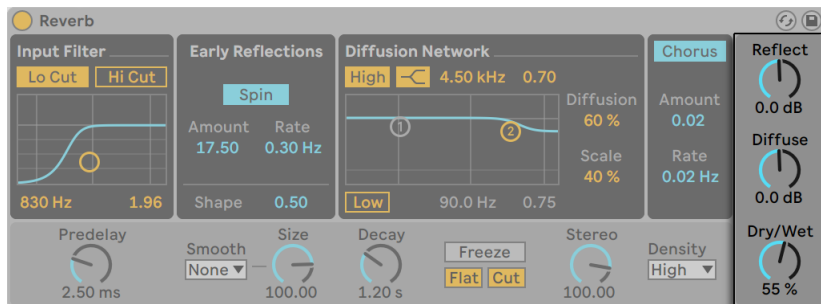 Reverb
Input Filter
Lo Cut Hi Cut
830 Hz 1.96
Early Reflections
Spin
Amount Rate
17.50 0.30 Hz
Shape 0.50
Diffusion Network
High 4.50 kHz 0.70
1
2
Diffusion
60 %
Scale
40 %
Low 90.0 Hz 0.75
Chorus
Amount
0.02
Rate
0.02 Hz
Reflect
0.0 dB
Diffuse
0.0 dB
Dry/Wet
55 %
Predelay
2.50 ms
Smooth
None
Size
100.00
Decay
1.20 s
Freeze
Flat Cut
Stereo
100.00
Density
High